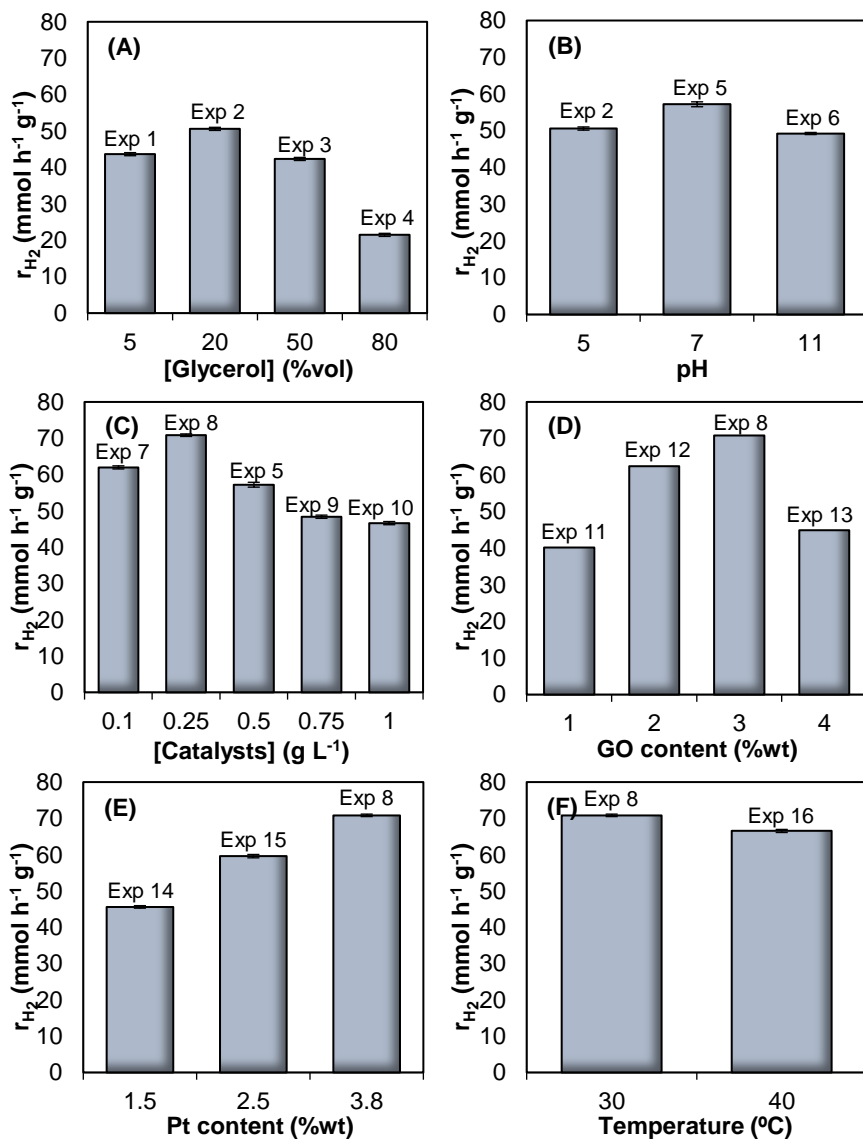 (A)
80
70
60
50
40
30
20
10
0
r_H2 (mmol h⁻¹ g⁻¹)
Exp 1
Exp 2
Exp 3
Exp 4
5 20 50 80
[Glycerol] (%vol)
(B)
80
70
60
50
40
30
20
10
0
r_H2 (mmol h⁻¹ g⁻¹)
Exp 2
Exp 5
Exp 6
5 7 11
pH
(C)
80
70
60
50
40
30
20
10
0
r_H2 (mmol h⁻¹ g⁻¹)
Exp 7
Exp 8
Exp 5
Exp 9
Exp 10
0.1 0.25 0.5 0.75 1
[Catalysts] (g L⁻¹)
(D)
80
70
60
50
40
30
20
10
0
r_H2 (mmol h⁻¹ g⁻¹)
Exp 11
Exp 12
Exp 8
Exp 13
1 2 3 4
GO content (%wt)
(E)
80
70
60
50
40
30
20
10
0
r_H2 (mmol h⁻¹ g⁻¹)
Exp 14
Exp 15
Exp 8
1.5 2.5 3.8
Pt content (%wt)
(F)
80
70
60
50
40
30
20
10
0
r_H2 (mmol h⁻¹ g⁻¹)
Exp 8
Exp 16
30 40
Temperature (ºC)